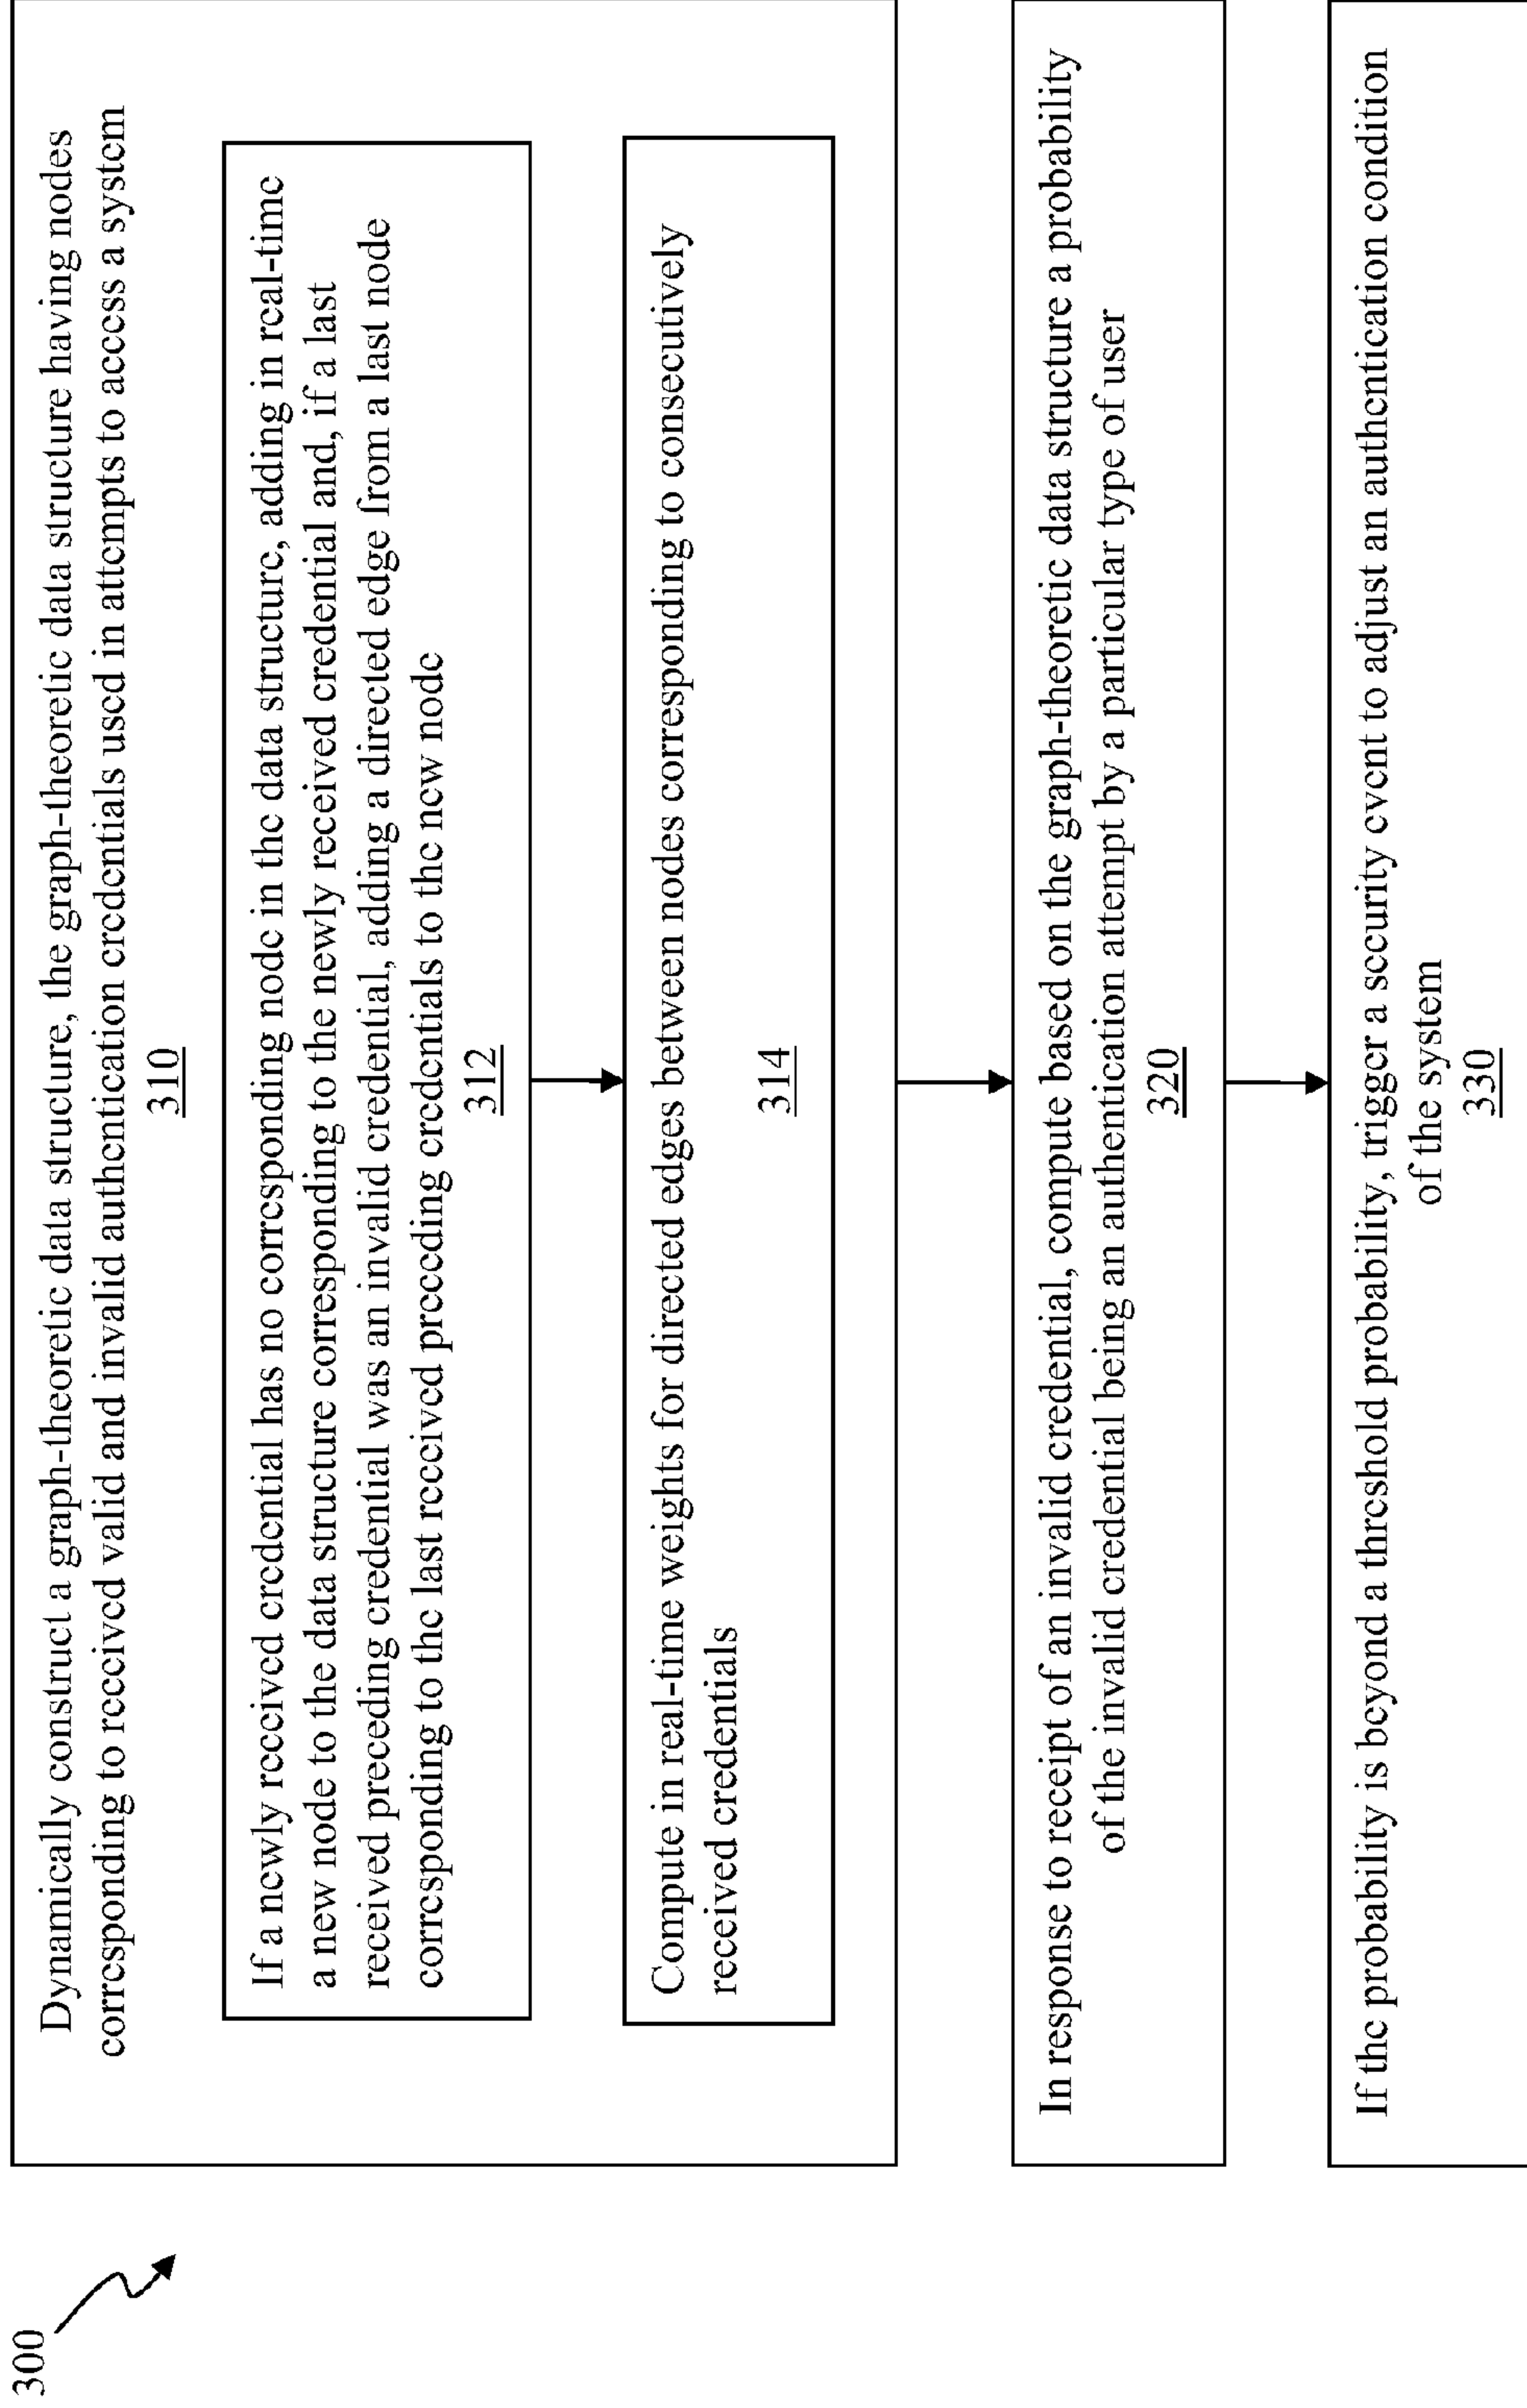 300
Dynamically construct a graph-theoretic data structure, the graph-theoretic data structure having nodes
corresponding to received valid and invalid authentication credentials used in attempts to access a system
310
If a newly received credential has no corresponding node in the data structure, adding in real-time
a new node to the data structure corresponding to the newly received credential and, if a last
received preceding credential was an invalid credential, adding a directed edge from a last node
corresponding to the last received preceding credentials to the new node
312
Compute in real-time weights for directed edges between nodes corresponding to consecutively
received credentials
314
In response to receipt of an invalid credential, compute based on the graph-theoretic data structure a probability
of the invalid credential being an authentication attempt by a particular type of user
320
If the probability is beyond a threshold probability, trigger a security event to adjust an authentication condition
of the system
330